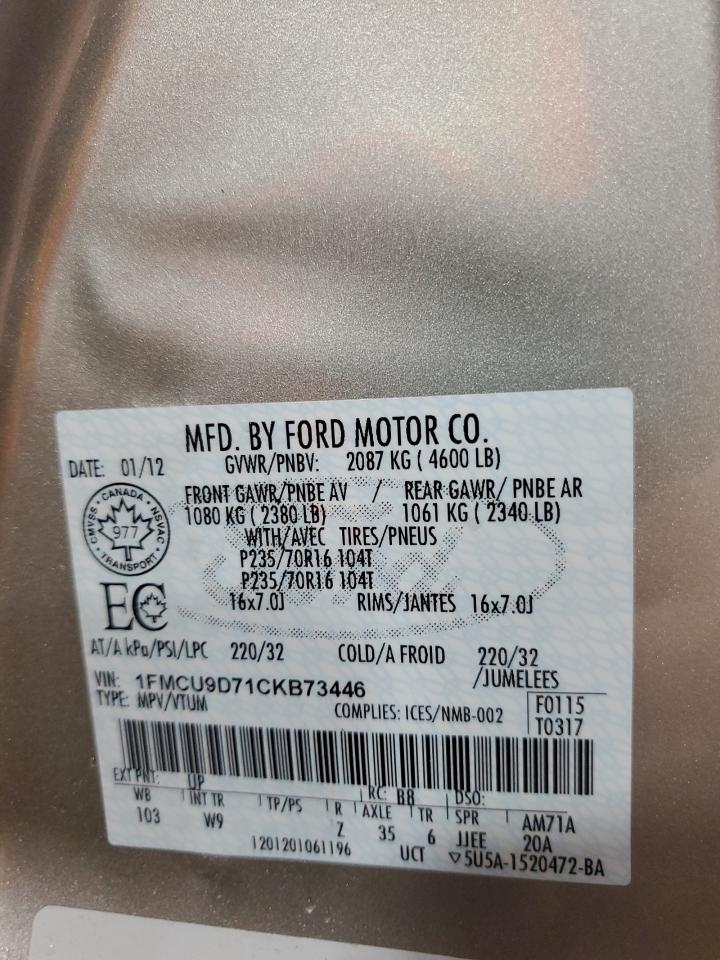 MFD. BY FORD MOTOR CO.
DATE: 01/12 GVWR/PNBV: 2087 KG ( 4600 LB)
FRONT GAWR/PNBE AV / REAR GAWR/ PNBE AR
1080 KG ( 2380 LB) 1061 KG ( 2340 LB)
WITH/AVEC TIRES/PNEUS
P235/70R16 104T
P235/70R16 104T
16x7.0J RIMS/JANTES 16x7.0J
CANADA • NSVAC • TRANSPORT • CMVSS •
977
EC
AT/A kPa/PSI/LPC 220/32 COLD/A FROID 220/32
VIN: 1FMCU9D71CKB73446 /JUMELEES
TYPE: MPV/VTUM COMPLIES: ICES/NMB-002 F0115
T0317
EXT PNT: UP RC: B8 DSO:
WB INT TR TP/PS R AXLE TR SPR AM71A
103 W9 Z 35 6 JJEE 20A
1201201061196 UCT ▽5U5A-1520472-BA